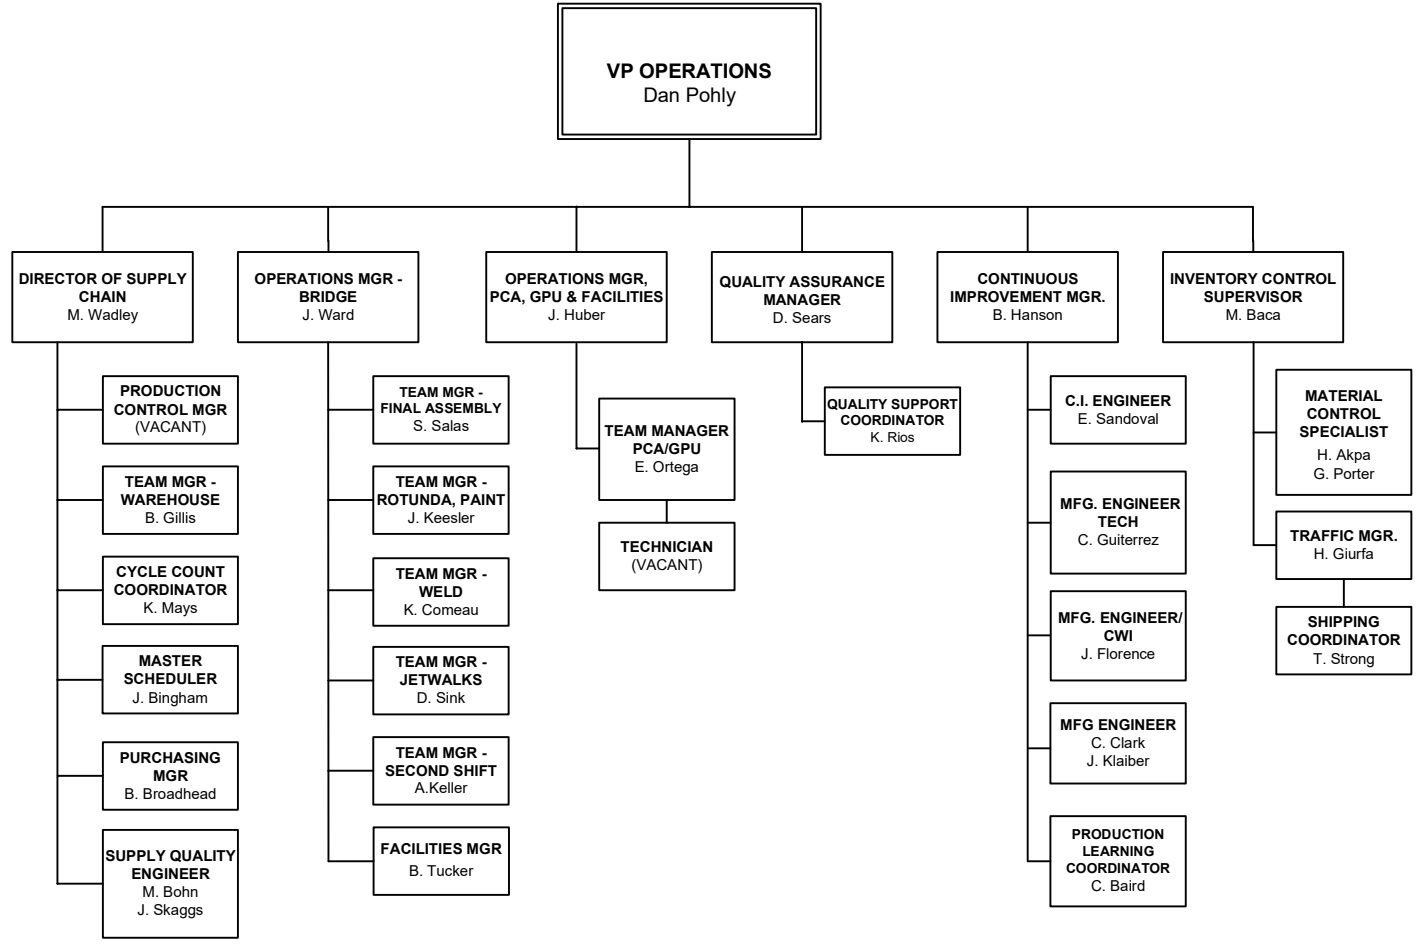 VP OPERATIONS
Dan Pohly
DIRECTOR OF SUPPLY
CHAIN
M. Wadley
OPERATIONS MGR -
BRIDGE
J. Ward
OPERATIONS MGR,
PCA, GPU & FACILITIES
J. Huber
QUALITY ASSURANCE
MANAGER
D. Sears
CONTINUOUS
IMPROVEMENT MGR.
B. Hanson
INVENTORY CONTROL
SUPERVISOR
M. Baca
PRODUCTION
CONTROL MGR
(VACANT)
TEAM MGR -
WAREHOUSE
B. Gillis
CYCLE COUNT
COORDINATOR
K. Mays
MASTER
SCHEDULER
J. Bingham
PURCHASING
MGR
B. Broadhead
SUPPLY QUALITY
ENGINEER
M. Bohn
J. Skaggs
TEAM MGR -
FINAL ASSEMBLY
S. Salas
TEAM MGR -
ROTUNDA, PAINT
J. Keesler
TEAM MGR -
WELD
K. Comeau
TEAM MGR -
JETWALKS
D. Sink
TEAM MGR -
SECOND SHIFT
A.Keller
FACILITIES MGR
B. Tucker
TEAM MANAGER
PCA/GPU
E. Ortega
TECHNICIAN
(VACANT)
QUALITY SUPPORT
COORDINATOR
K. Rios
C.I. ENGINEER
E. Sandoval
MFG. ENGINEER
TECH
C. Guiterrez
MFG. ENGINEER/
CWI
J. Florence
MFG ENGINEER
C. Clark
J. Klaiber
PRODUCTION
LEARNING
COORDINATOR
C. Baird
MATERIAL
CONTROL
SPECIALIST
H. Akpa
G. Porter
TRAFFIC MGR.
H. Giurfa
SHIPPING
COORDINATOR
T. Strong